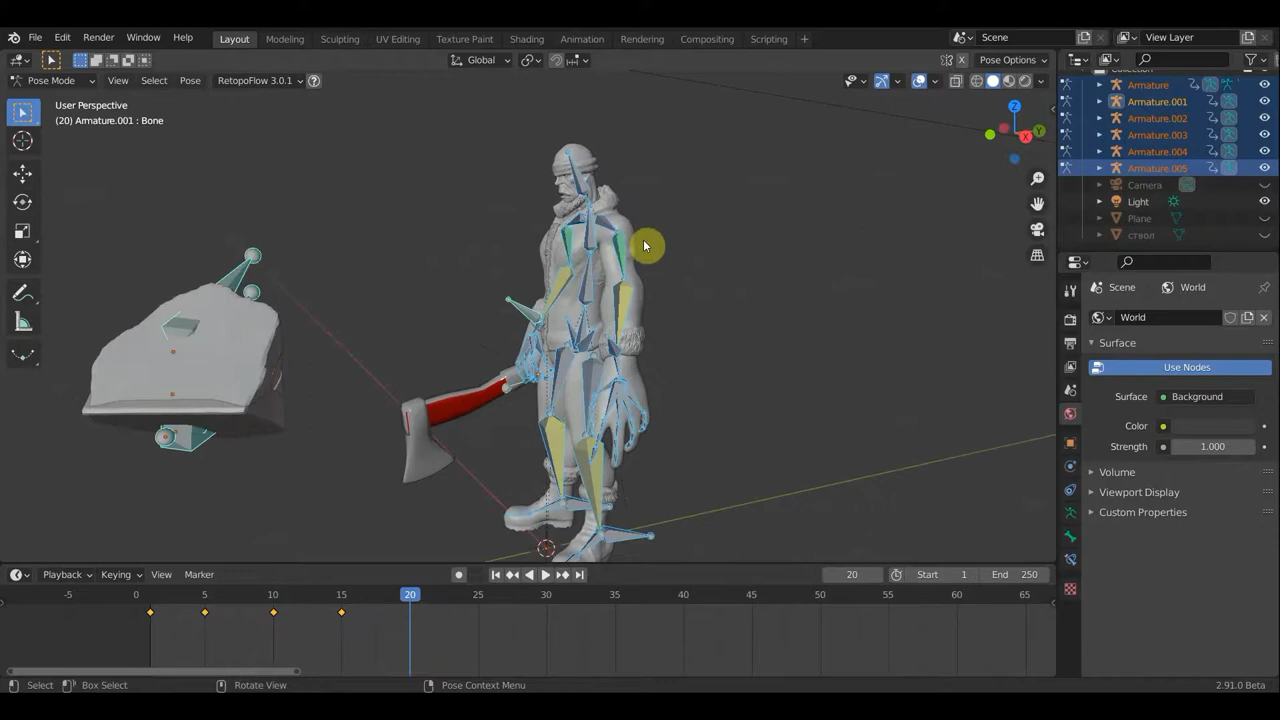 File Edit Render Window Help
Layout Modeling Sculpting UV Editing Texture Paint Shading Animation Rendering Compositing Scripting +
Scene
View Layer
Global
Pose Options
Pose Mode View Select Pose RetopoFlow 3.0.1
User Perspective
(20) Armature.001 : Bone
Z
Y
X
Armature
Armature.001
Armature.002
Armature.003
Armature.004
Armature.005
Camera
Light
Plane
ствол
Scene World
World
Surface
Use Nodes
Surface Background
Color
Strength 1.000
Volume
Viewport Display
Custom Properties
Playback Keying View Marker
20 Start 1 End 250
-5 0 5 10 15 20 25 30 35 40 45 50 55 60 65
Select Box Select Rotate View Pose Context Menu 2.91.0 Beta